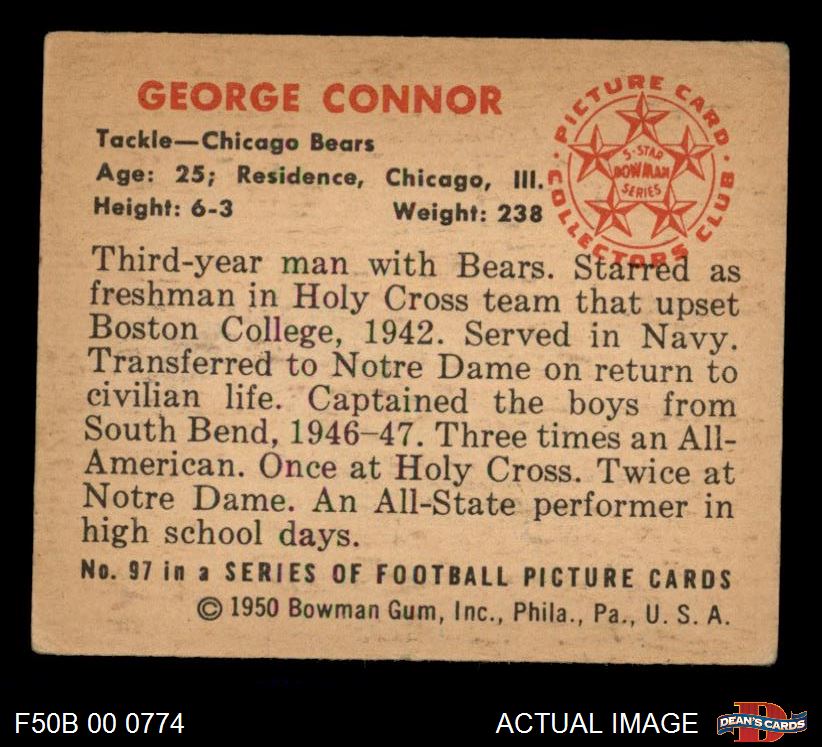 GEORGE CONNOR
Tackle—Chicago Bears
Age: 25; Residence, Chicago, Ill.
Height: 6-3 Weight: 238
PICTURE CARD
COLLECTORS CLUB
5-STAR
BOWMAN
SERIES
Third-year man with Bears. Starred as
freshman in Holy Cross team that upset
Boston College, 1942. Served in Navy.
Transferred to Notre Dame on return to
civilian life. Captained the boys from
South Bend, 1946–47. Three times an All-
American. Once at Holy Cross. Twice at
Notre Dame. An All-State performer in
high school days.
No. 97 in a SERIES OF FOOTBALL PICTURE CARDS
© 1950 Bowman Gum, Inc., Phila., Pa., U. S. A.
F50B 00 0774
ACTUAL IMAGE
D
DEAN'S CARDS